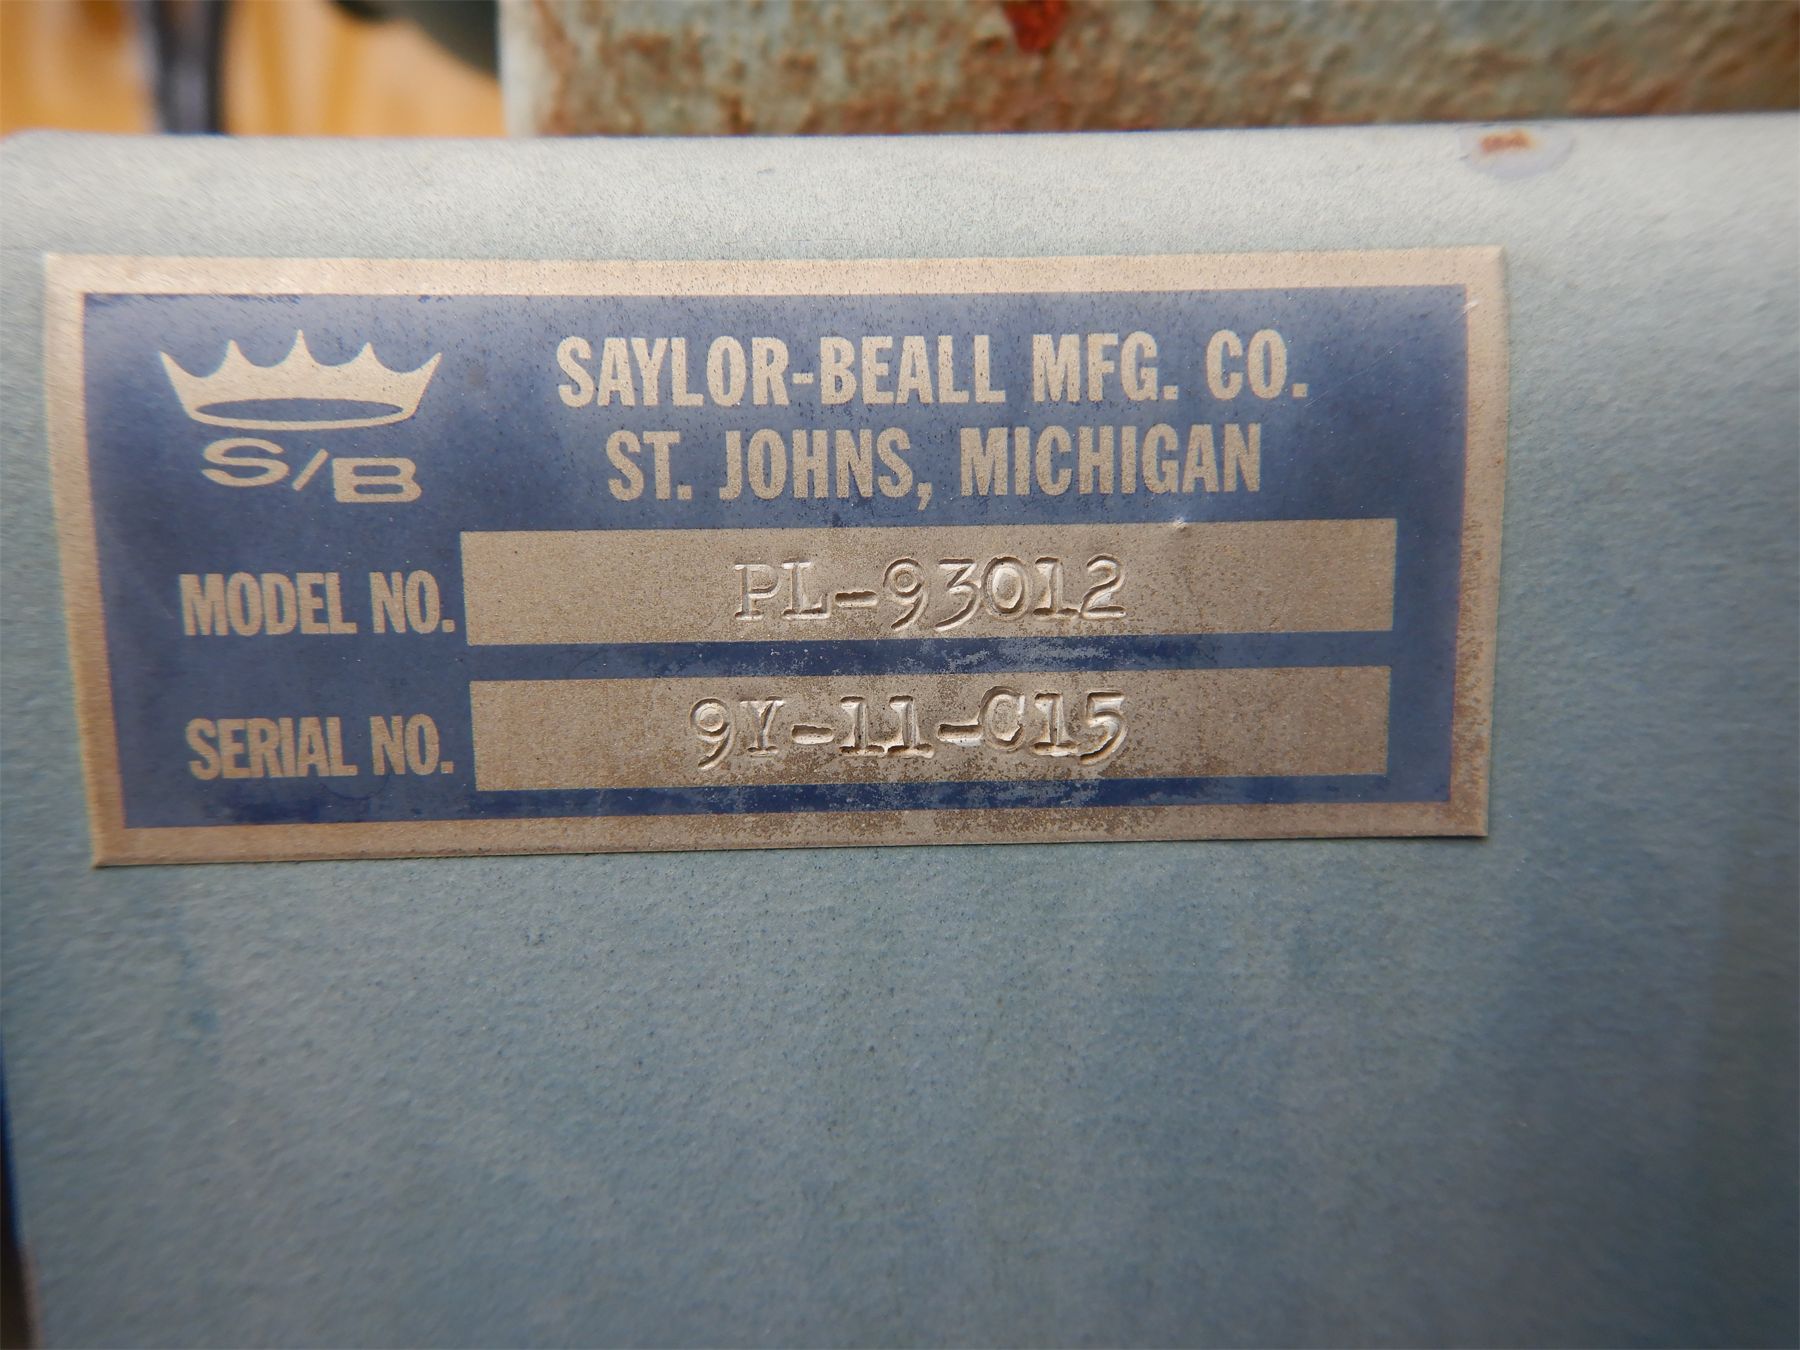 S/B
SAYLOR-BEALL MFG. CO.
ST. JOHNS, MICHIGAN
MODEL NO. PL-93012
SERIAL NO. 9Y-11-C15